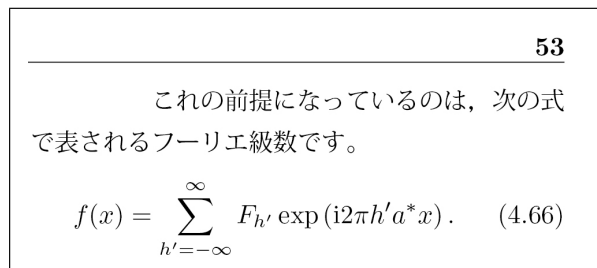 53
これの前提になっているのは，次の式
で表されるフーリエ級数です。
f(x) = \sum_{h'=-\infty}^{\infty} F_{h'} \exp (i2\pi h'a^*x) . (4.66)